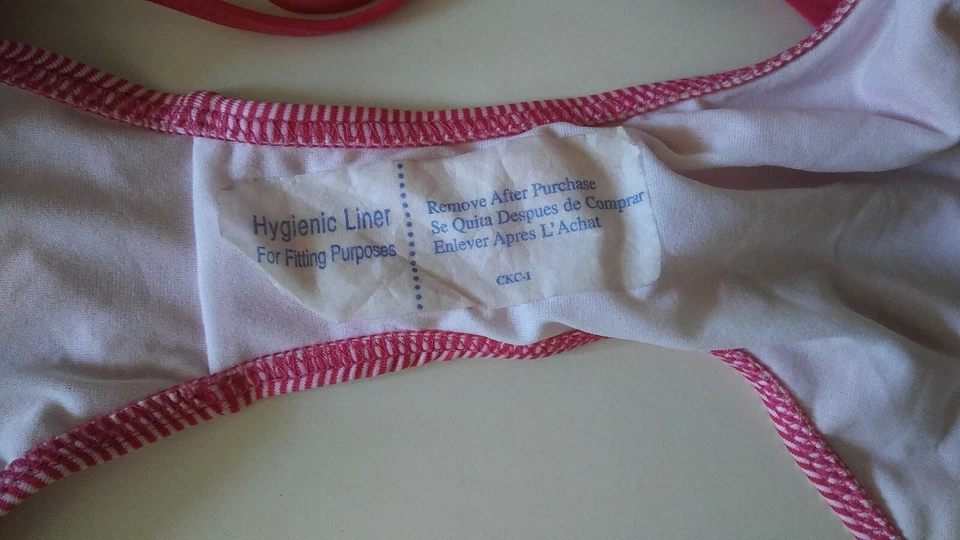 Hygienic Liner
For Fitting Purposes
Remove After Purchase
Se Quita Despues de Comprar
Enlever Apres L'Achat
CKC-1